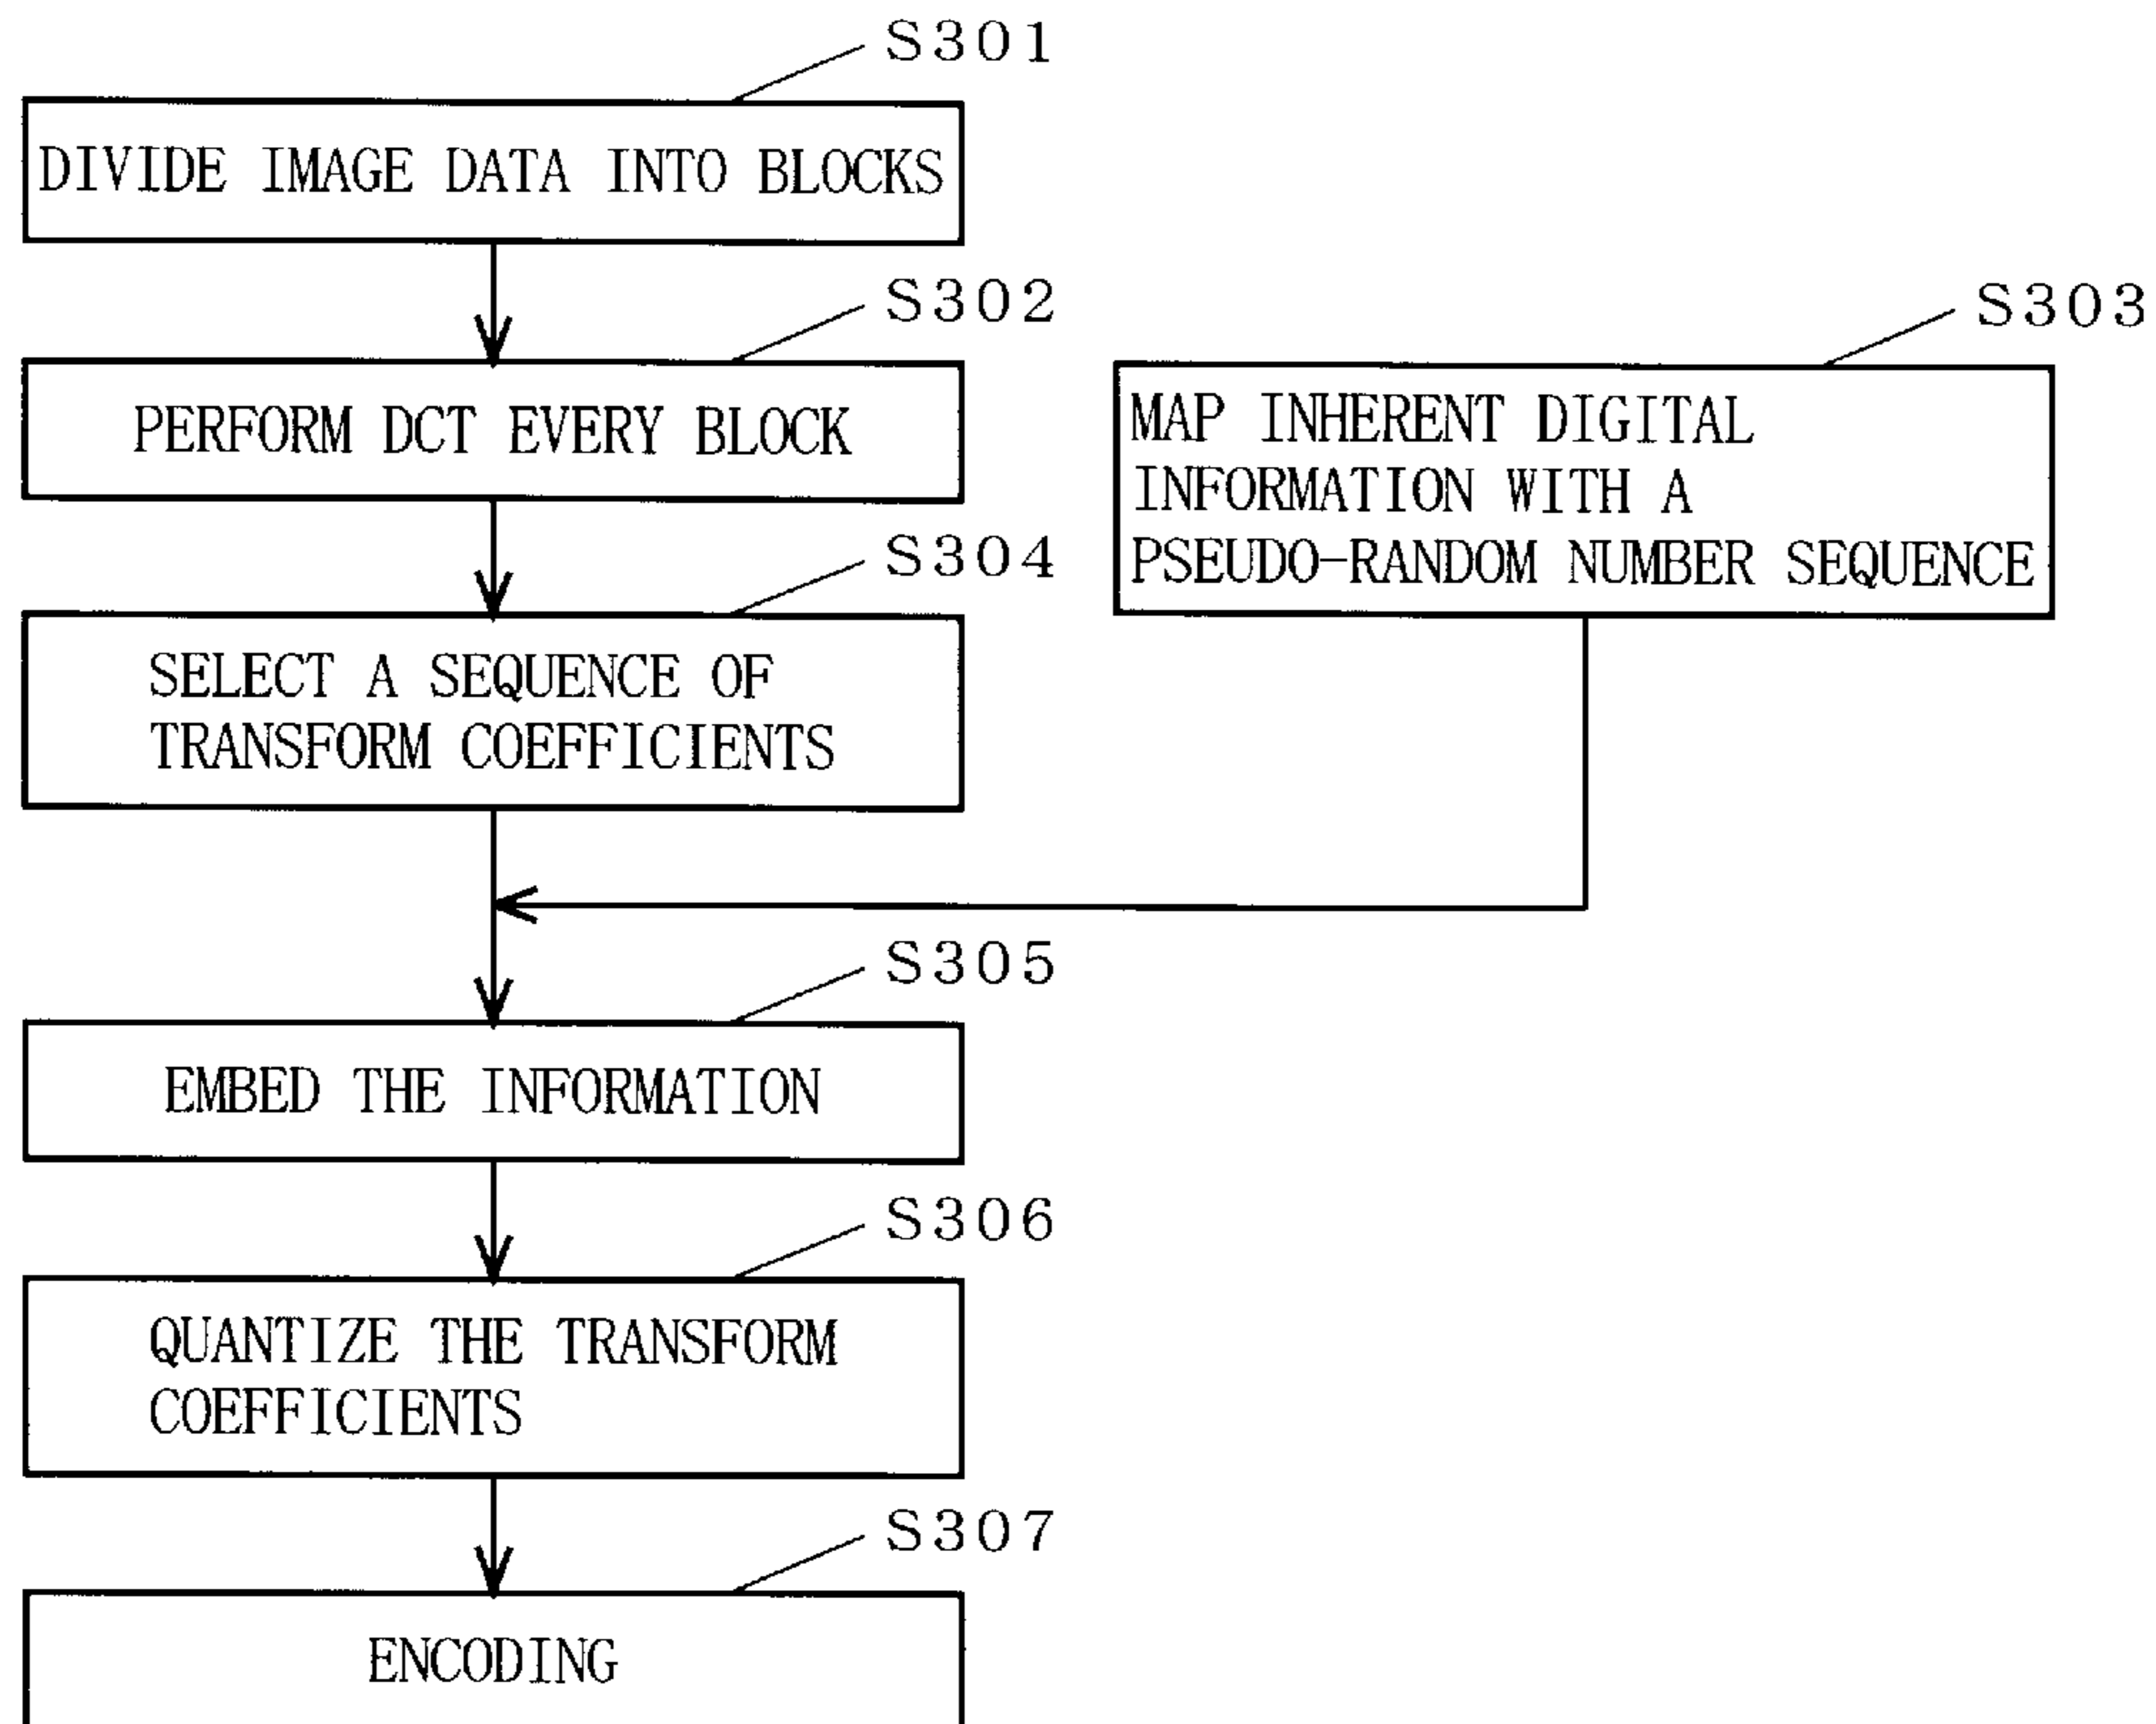 S301
DIVIDE IMAGE DATA INTO BLOCKS
S302
PERFORM DCT EVERY BLOCK
S303
MAP INHERENT DIGITAL
INFORMATION WITH A
PSEUDO-RANDOM NUMBER SEQUENCE
S304
SELECT A SEQUENCE OF
TRANSFORM COEFFICIENTS
S305
EMBED THE INFORMATION
S306
QUANTIZE THE TRANSFORM
COEFFICIENTS
S307
ENCODING